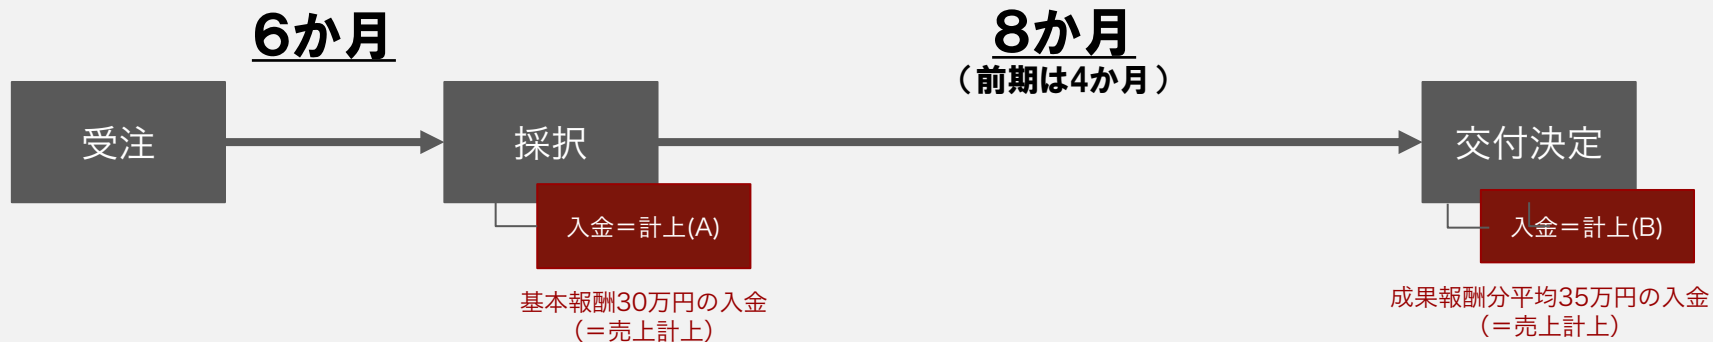 6か月
8か月
（前期は4か月）
受注
採択
交付決定
入金＝計上(A)
入金＝計上(B)
基本報酬30万円の入金
（＝売上計上）
成果報酬分平均35万円の入金
（＝売上計上）